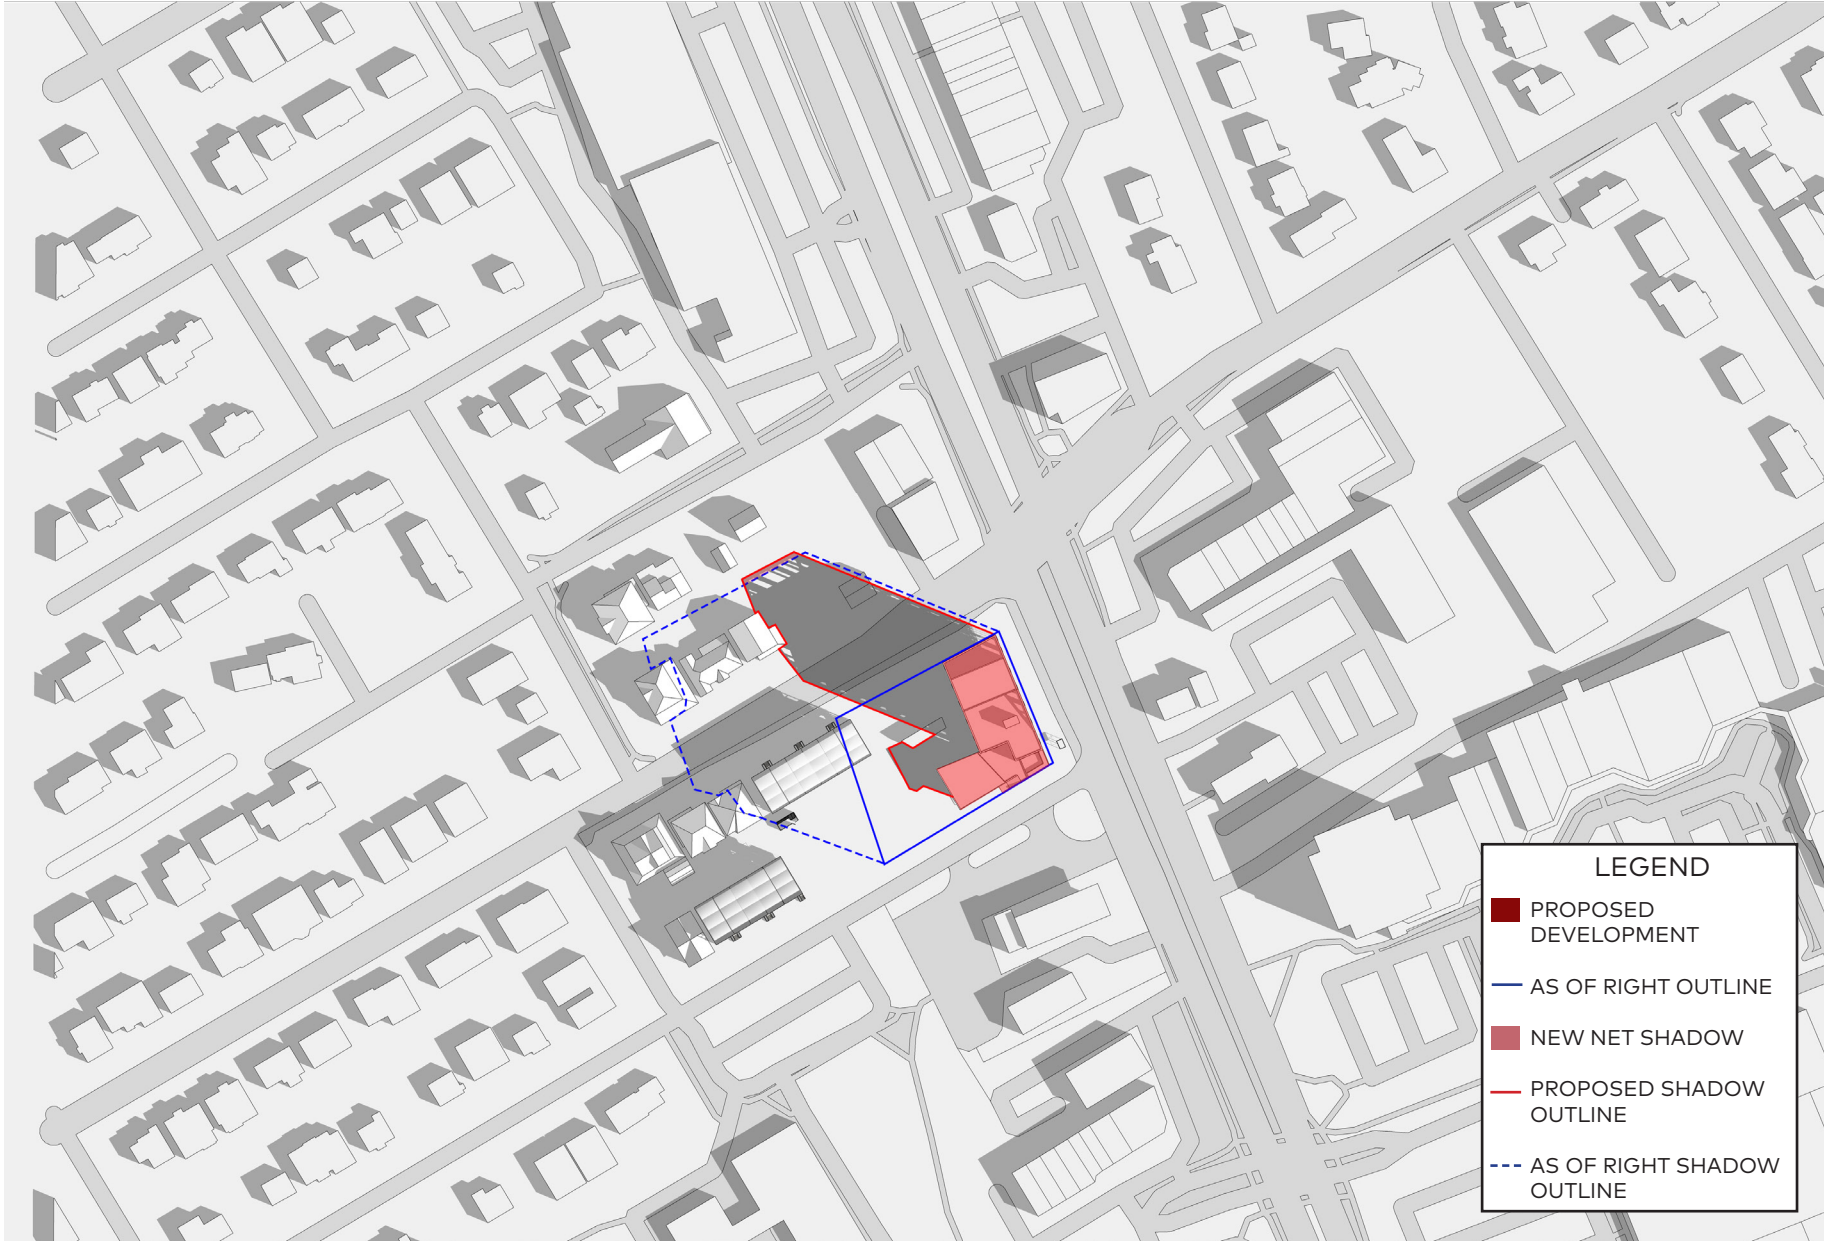 LEGEND
PROPOSED
DEVELOPMENT
AS OF RIGHT OUTLINE
NEW NET SHADOW
PROPOSED SHADOW
OUTLINE
AS OF RIGHT SHADOW
OUTLINE